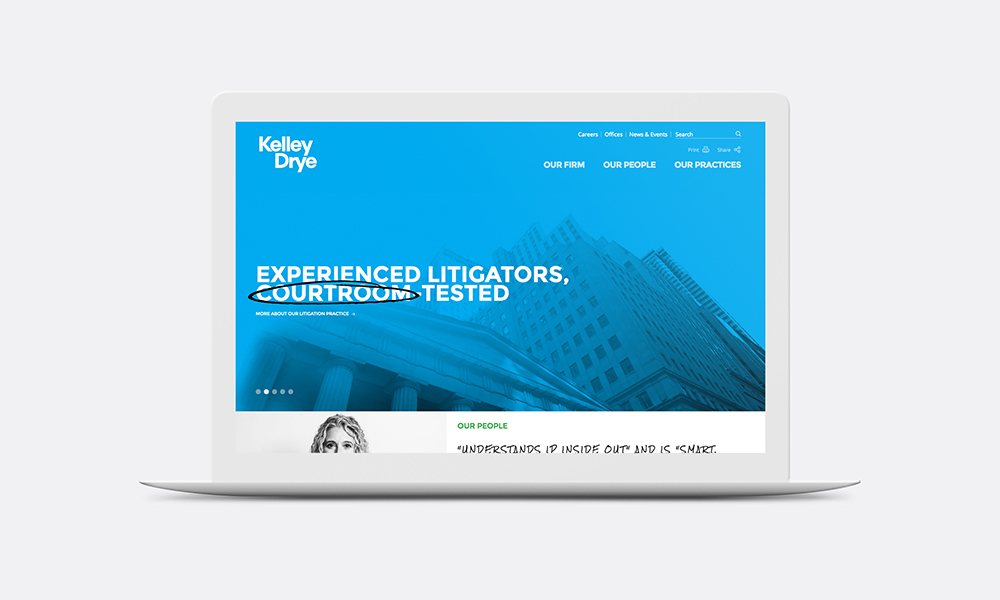 Kelley
Drye
Careers | Offices | News & Events | Search
Print Share
OUR FIRM OUR PEOPLE OUR PRACTICES
EXPERIENCED LITIGATORS,
COURTROOM-TESTED
MORE ABOUT OUR LITIGATION PRACTICE →
OUR PEOPLE
"UNDERSTANDS IP INSIDE OUT" AND IS "SMART,